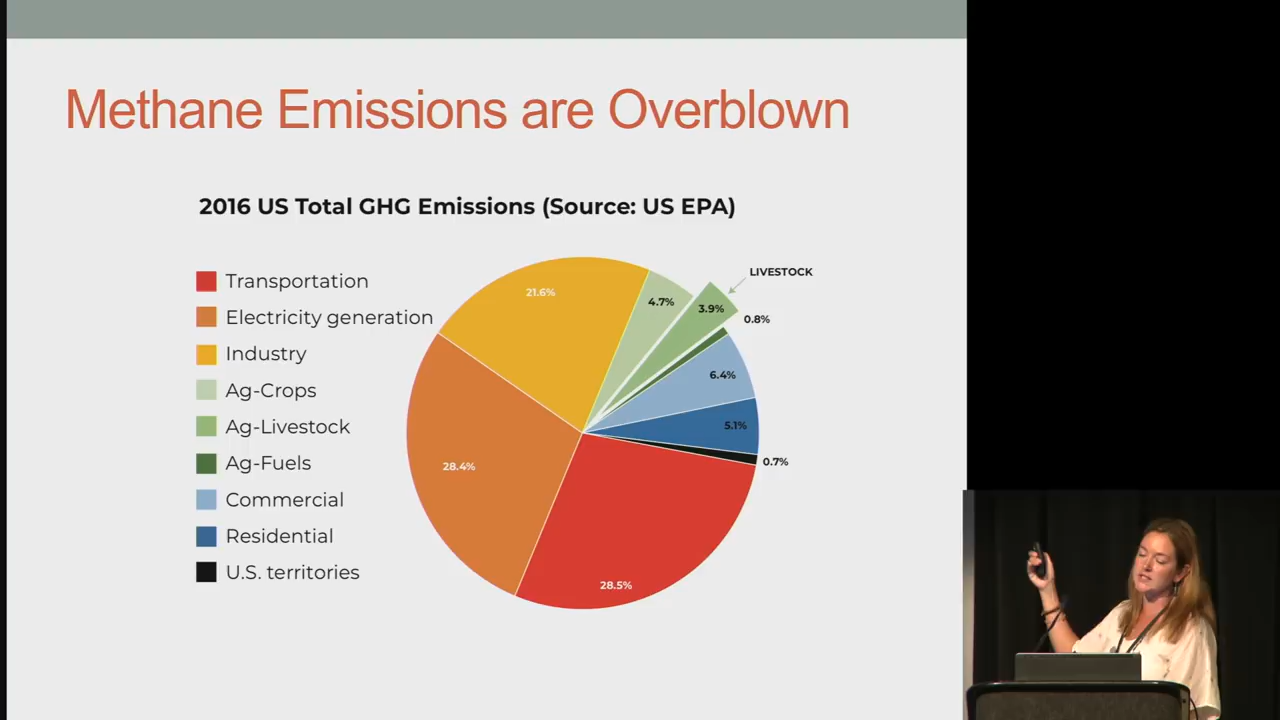 Methane Emissions are Overblown
2016 US Total GHG Emissions (Source: US EPA)
Transportation
Electricity generation
Industry
Ag-Crops
Ag-Livestock
Ag-Fuels
Commercial
Residential
U.S. territories
21.6%
4.7%
LIVESTOCK
3.9%
0.8%
6.4%
5.1%
0.7%
28.4%
28.5%